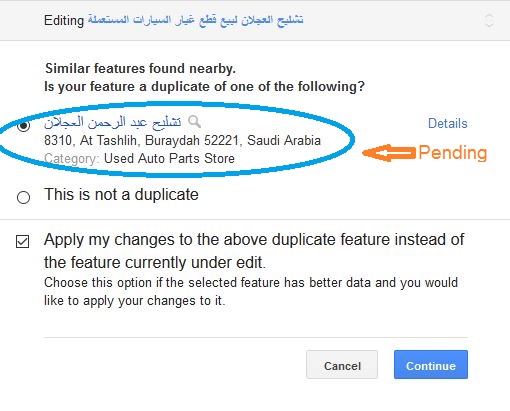 Editing تشليح العجلان لبيع قطع غيار السيارات المستعملة
Similar features found nearby.
Is your feature a duplicate of one of the following?
تشليح عبد الرحمن العجلان
Details
8310, At Tashlih, Buraydah 52221, Saudi Arabia
Pending
Category: Used Auto Parts Store
This is not a duplicate
Apply my changes to the above duplicate feature instead of
the feature currently under edit.
Choose this option if the selected feature has better data and you would
like to apply your changes to it.
Cancel
Continue